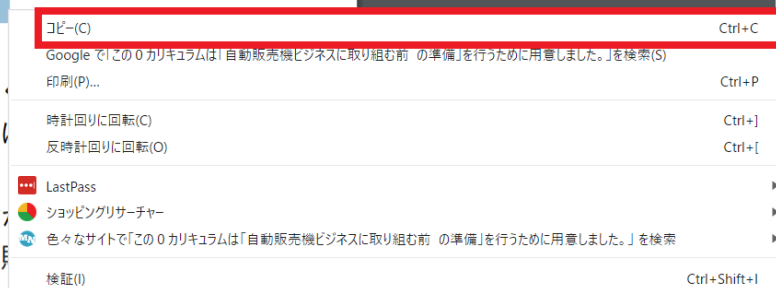 コピー(C) Ctrl+C
Google で「この０カリキュラムは「自動販売機ビジネスに取り組む前 の準備」を行うために用意しました。」を検索(S)
印刷(P)... Ctrl+P
時計回りに回転(C) Ctrl+]
反時計回りに回転(O) Ctrl+[
LastPass
ショッピングリサーチャー
色々なサイトで「この０カリキュラムは「自動販売機ビジネスに取り組む前 の準備」を行うために用意しました。」を検索
検証(I) Ctrl+Shift+I